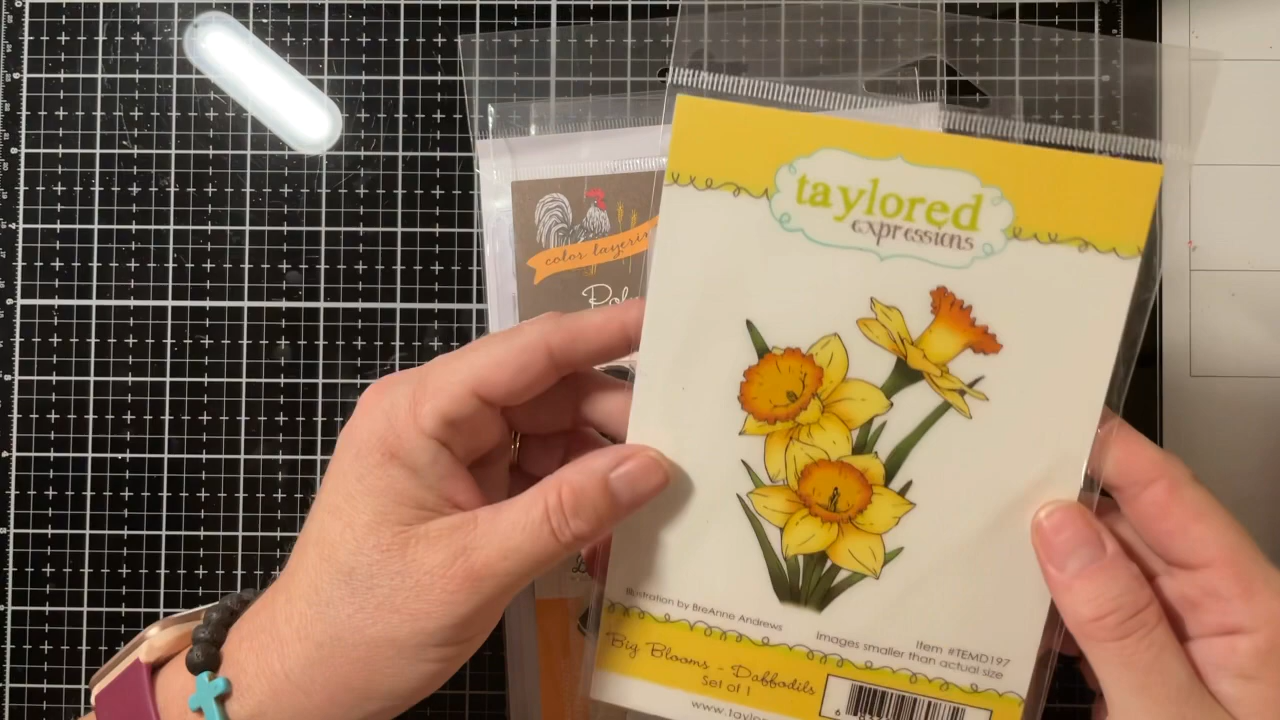 taylored
expressions
color layering
Illustration by BreAnne Andrews
Images smaller than actual size
Item #TEMD197
Big Blooms - Daffodils
Set of 1